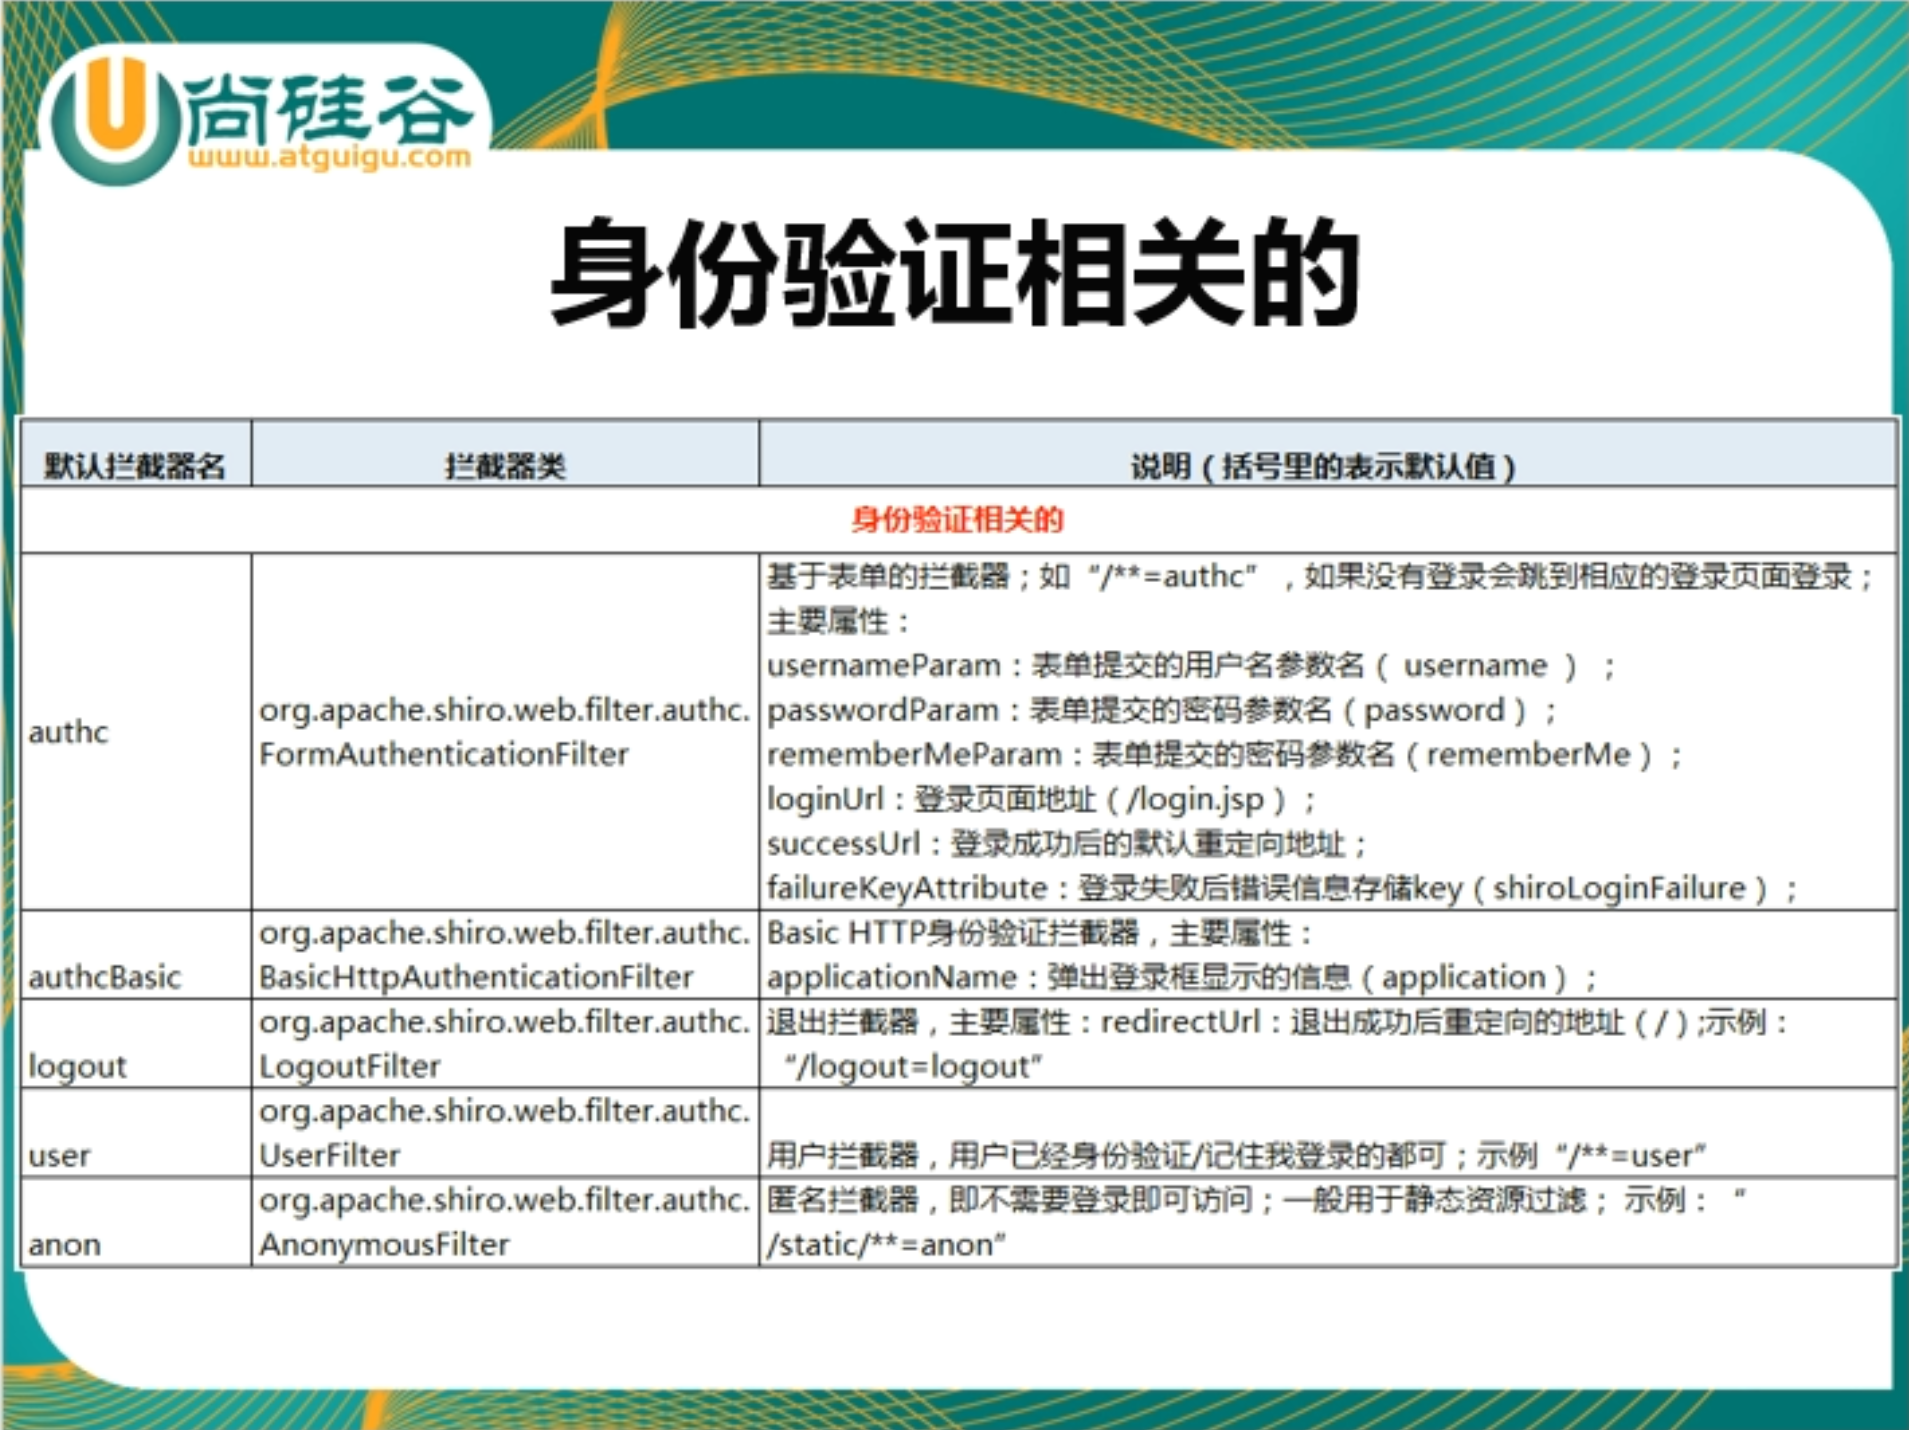 尚硅谷
www.atguigu.com
身份验证相关的
默认拦截器名 拦截器类 说明（括号里的表示默认值）
身份验证相关的
authc
org.apache.shiro.web.filter.authc.
FormAuthenticationFilter
基于表单的拦截器；如“/**=authc”，如果没有登录会跳到相应的登录页面登录；
主要属性：
usernameParam：表单提交的用户名参数名（ username ）；
passwordParam：表单提交的密码参数名（password）；
rememberMeParam：表单提交的密码参数名（rememberMe）；
loginUrl：登录页面地址（/login.jsp）；
successUrl：登录成功后的默认重定向地址；
failureKeyAttribute：登录失败后错误信息存储key（shiroLoginFailure）；
authcBasic
org.apache.shiro.web.filter.authc.
BasicHttpAuthenticationFilter
Basic HTTP身份验证拦截器，主要属性：
applicationName：弹出登录框显示的信息（application）；
logout
org.apache.shiro.web.filter.authc.
LogoutFilter
退出拦截器，主要属性：redirectUrl：退出成功后重定向的地址（/）;示例：
“/logout=logout”
user
org.apache.shiro.web.filter.authc.
UserFilter
用户拦截器，用户已经身份验证/记住我登录的都可；示例“/**=user”
anon
org.apache.shiro.web.filter.authc.
AnonymousFilter
匿名拦截器，即不需要登录即可访问；一般用于静态资源过滤； 示例：“
/static/**=anon”